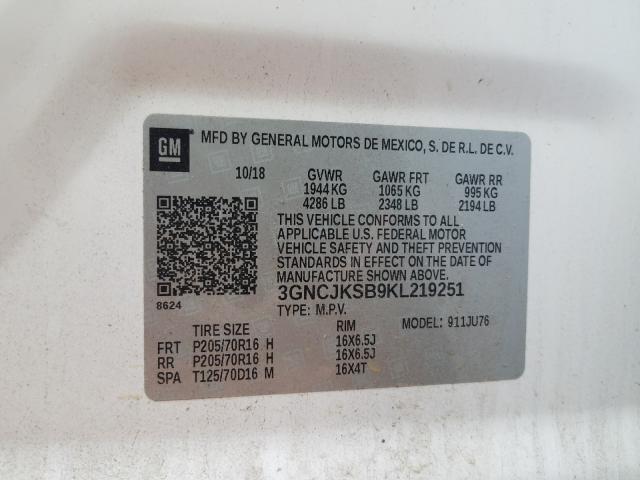 GM MFD BY GENERAL MOTORS DE MEXICO, S. DE R.L. DE C.V.
10/18 GVWR GAWR FRT GAWR RR
1944 KG 1065 KG 995 KG
4286 LB 2348 LB 2194 LB
THIS VEHICLE CONFORMS TO ALL
APPLICABLE U.S. FEDERAL MOTOR
VEHICLE SAFETY AND THEFT PREVENTION
STANDARDS IN EFFECT ON THE DATE OF
MANUFACTURE SHOWN ABOVE.
8624 3GNCJKSB9KL219251
TYPE: M.P.V. MODEL: 911JU76
TIRE SIZE RIM
FRT P205/70R16 H 16X6.5J
RR P205/70R16 H 16X6.5J
SPA T125/70D16 M 16X4T